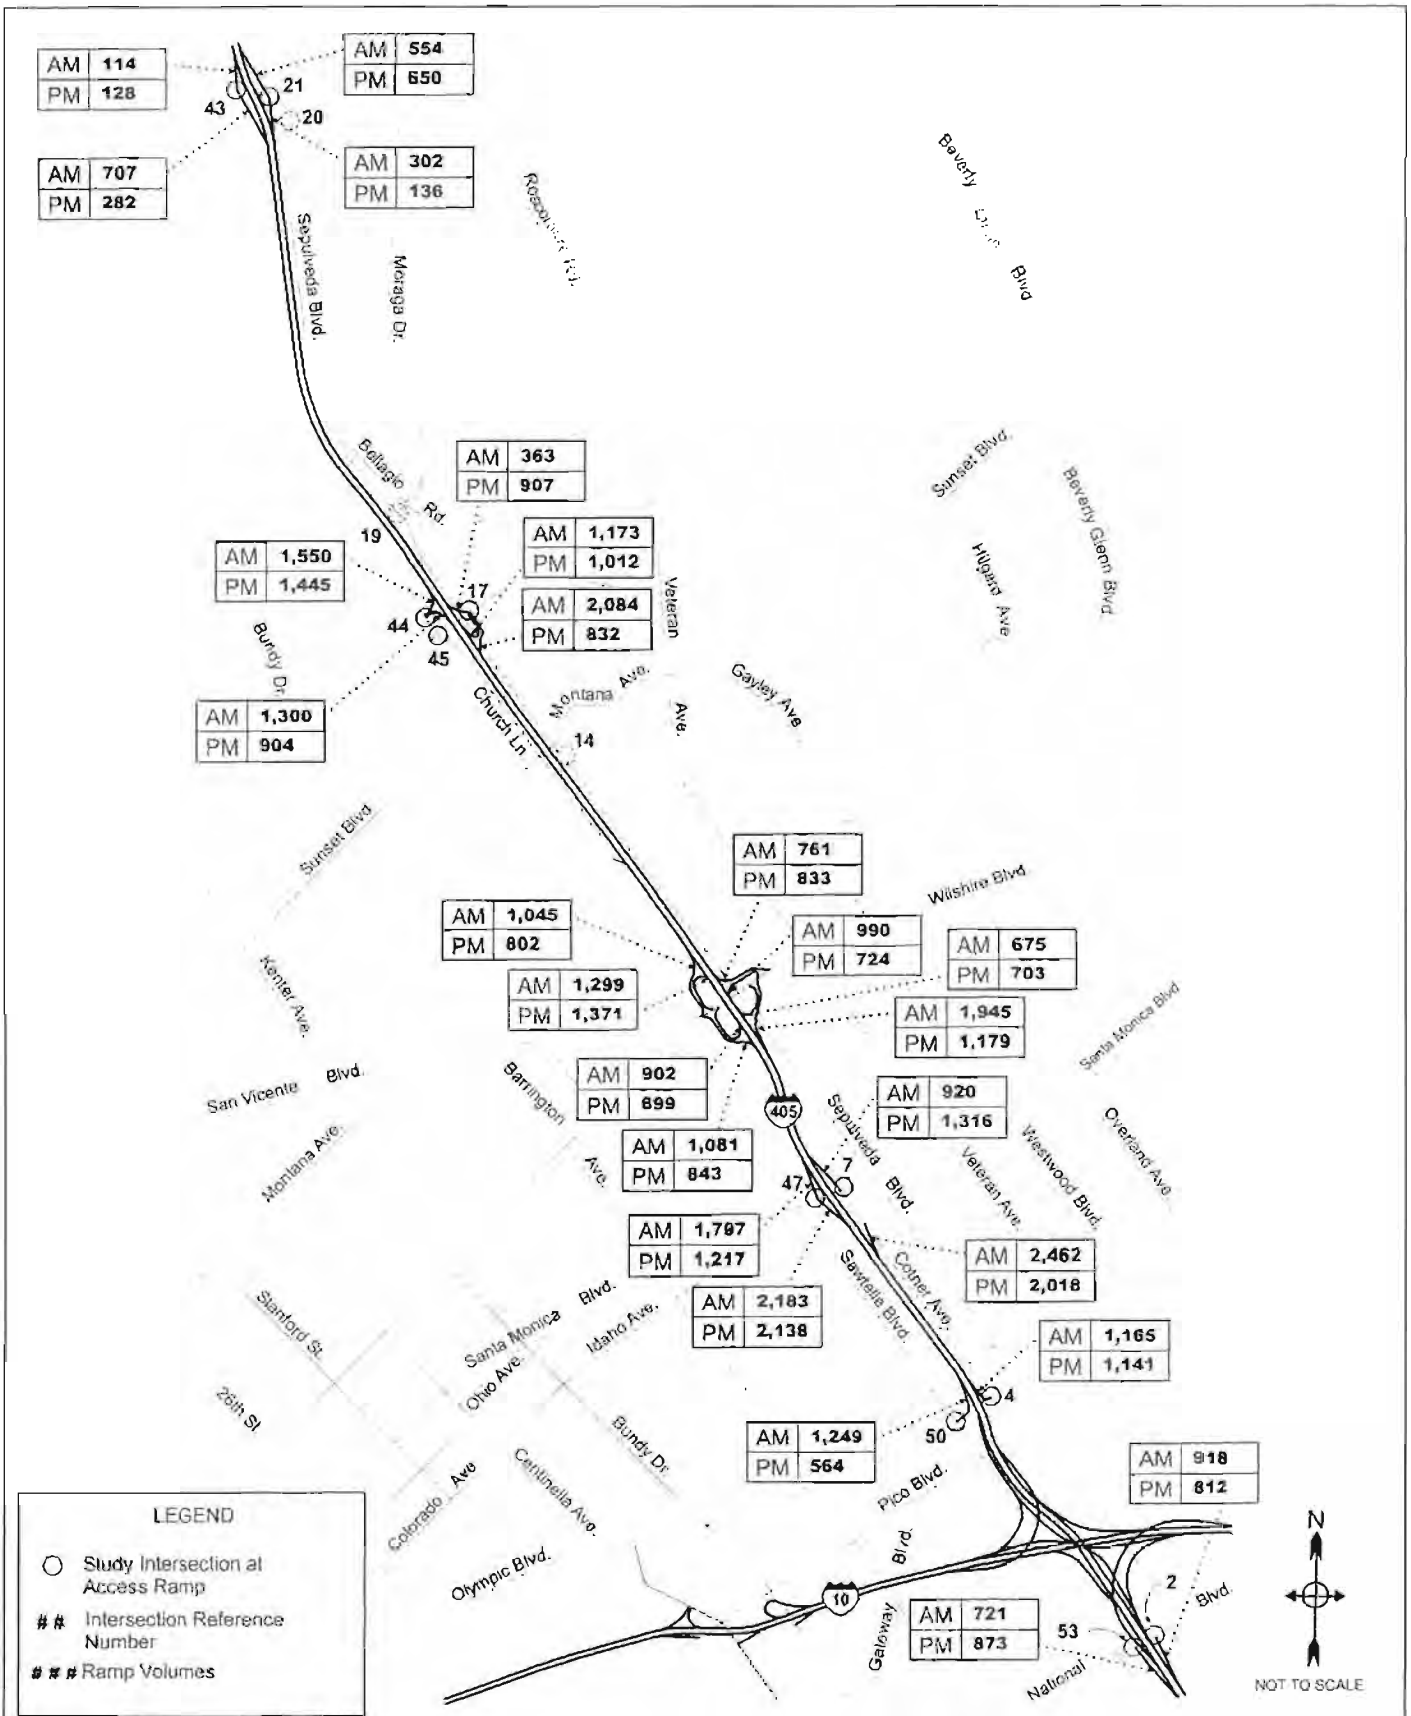 AM 114
PM 128
AM 554
PM 650
43
21
20
AM 707
PM 282
AM 302
PM 136
Sepulveda Blvd.
Moraga Dr.
Roscomare Rd.
Beverly
Blvd
Bellagio
Rd.
AM 363
PM 907
19
AM 1,173
PM 1,012
AM 1,550
PM 1,445
17
AM 2,084
PM 832
44
45
Veteran
Ave.
Sunset Blvd.
Beverly Glenn Blvd
Hilgard Ave
Bundy Dr.
AM 1,300
PM 904
Church Ln.
Montana Ave.
Gayley Ave
14
Sunset Blvd
AM 761
PM 833
Wilshire Blvd
AM 1,045
PM 802
AM 990
PM 724
AM 675
PM 703
Kenter Ave.
AM 1,299
PM 1,371
AM 1,945
PM 1,179
Santa Monica Blvd
San Vicente Blvd.
Montana Ave.
Barrington
Ave.
AM 902
PM 899
405
AM 920
PM 1,316
Sepulvada
Blvd.
AM 1,081
PM 843
47
7
Veteran Ave.
Westwood Blvd.
Overland Ave.
AM 1,797
PM 1,217
AM 2,462
PM 2,018
Sawtelle Blvd.
Cotner Ave.
AM 2,183
PM 2,138
Stanford St.
Santa Monica Blvd.
Idaho Ave.
Ohio Ave.
AM 1,165
PM 1,141
26th St.
Bundy Dr.
4
50
AM 1,249
PM 564
Colorado Ave
Centinella Ave.
Pico Blvd.
AM 918
PM 812
Olympic Blvd.
10
Blvd.
Gateway
AM 721
PM 873
53
2
National
Blvd.
N
NOT TO SCALE
LEGEND
Study Intersection at
Access Ramp
## Intersection Reference
Number
### Ramp Volumes